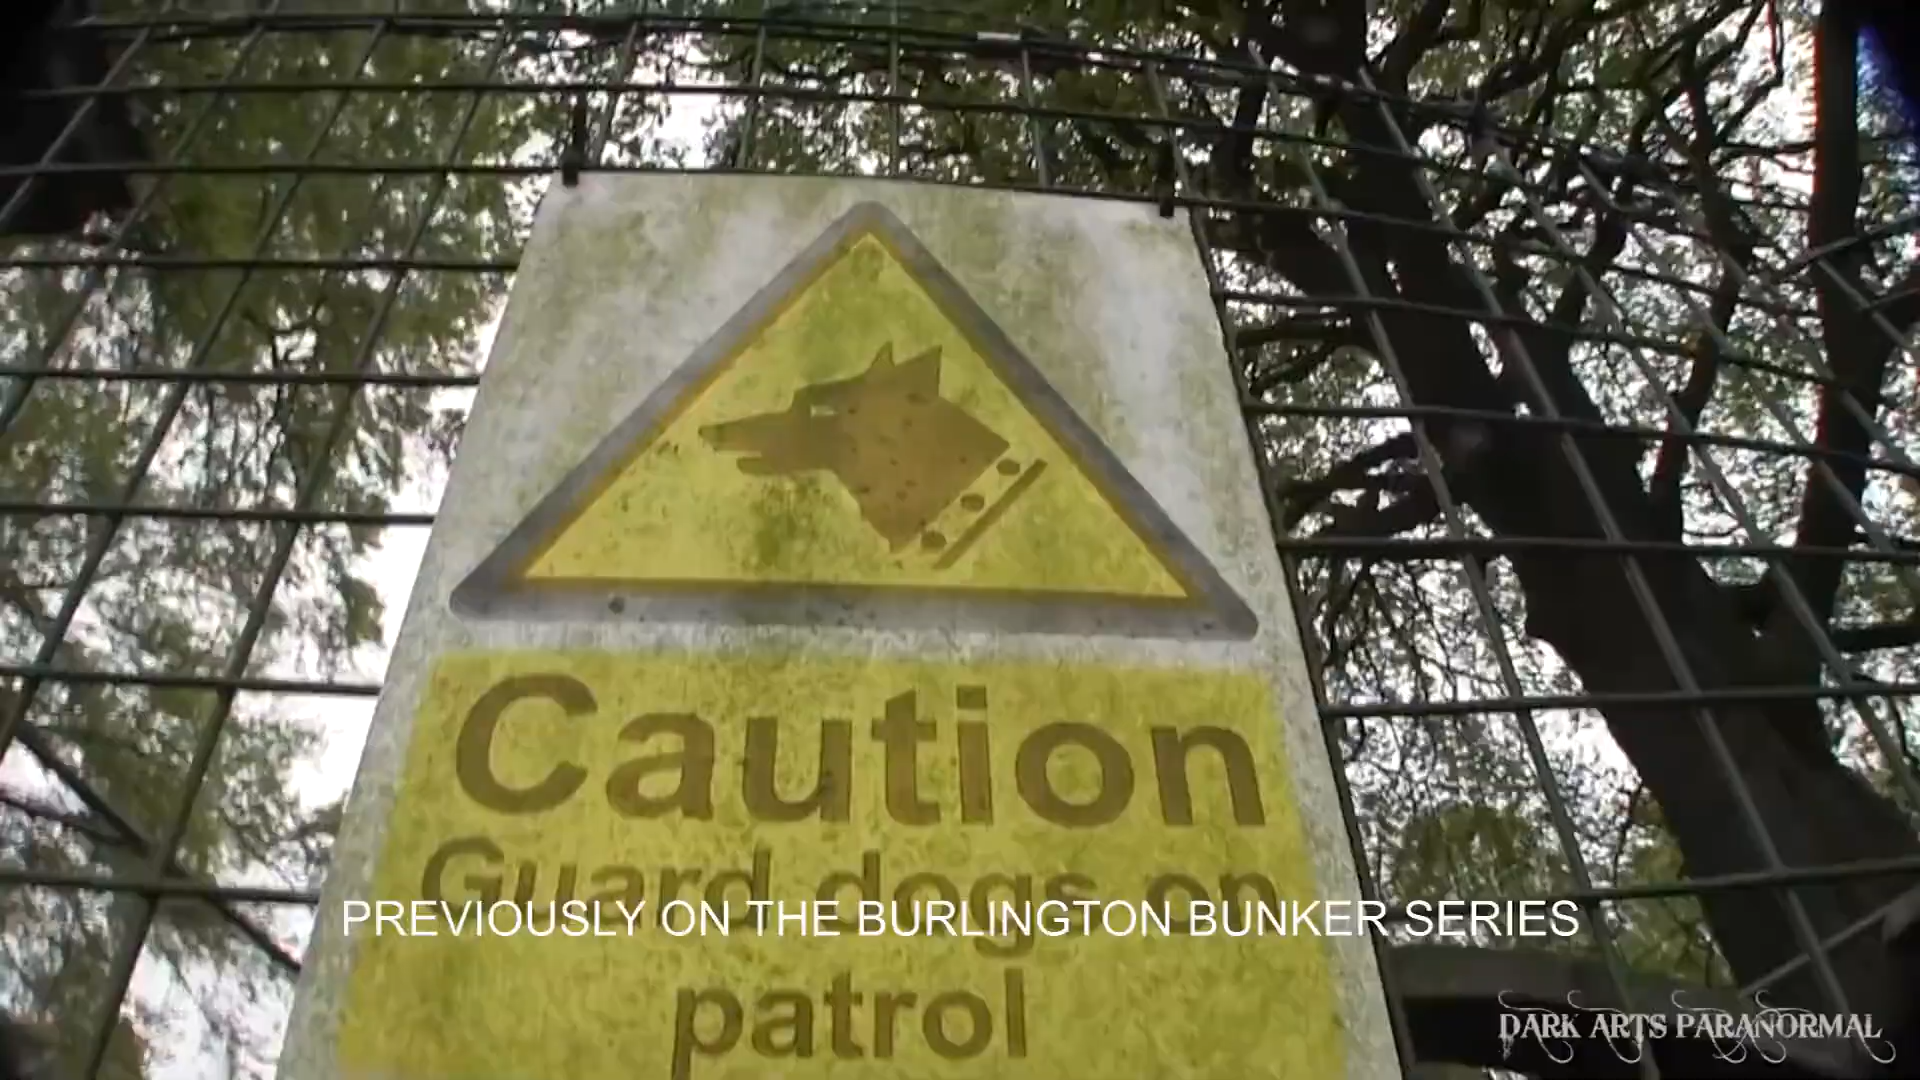 Caution
Guard dogs on
PREVIOUSLY ON THE BURLINGTON BUNKER SERIES
patrol
DARK ARTS PARANORMAL